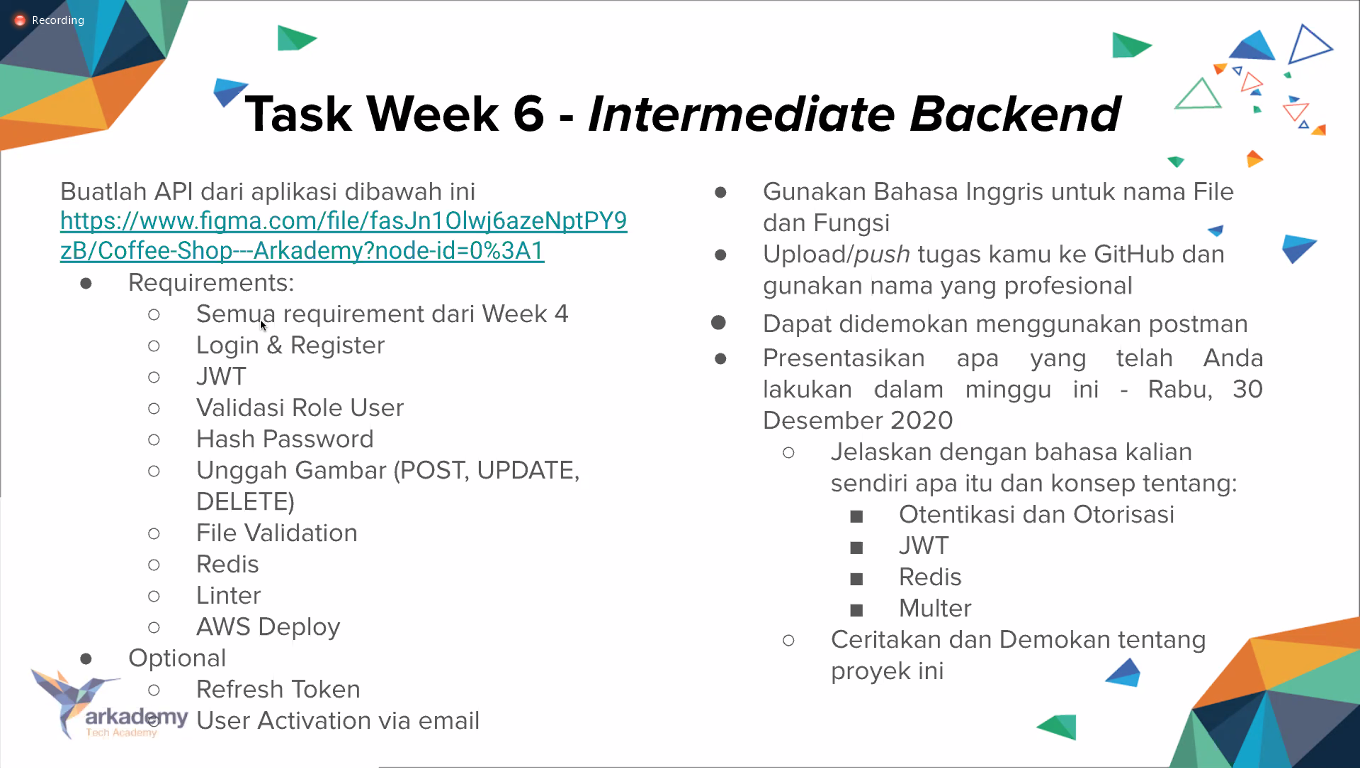 Recording
Task Week 6 - Intermediate Backend
Buatlah API dari aplikasi dibawah ini
https://www.figma.com/file/fasJn1Olwj6azeNptPY9
zB/Coffee-Shop---Arkademy?node-id=0%3A1
● Requirements:
○ Semua requirement dari Week 4
○ Login & Register
○ JWT
○ Validasi Role User
○ Hash Password
○ Unggah Gambar (POST, UPDATE,
DELETE)
○ File Validation
○ Redis
○ Linter
○ AWS Deploy
● Optional
○ Refresh Token
○ User Activation via email
● Gunakan Bahasa Inggris untuk nama File
dan Fungsi
● Upload/push tugas kamu ke GitHub dan
gunakan nama yang profesional
● Dapat didemokan menggunakan postman
● Presentasikan apa yang telah Anda
lakukan dalam minggu ini - Rabu, 30
Desember 2020
○ Jelaskan dengan bahasa kalian
sendiri apa itu dan konsep tentang:
■ Otentikasi dan Otorisasi
■ JWT
■ Redis
■ Multer
○ Ceritakan dan Demokan tentang
proyek ini
arkademy
Tech Academy